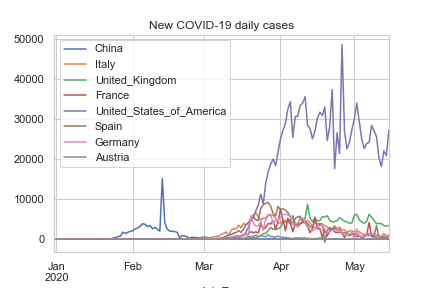 New COVID-19 daily cases
50000
40000
30000
20000
10000
0
China
Italy
United_Kingdom
France
United_States_of_America
Spain
Germany
Austria
Jan
2020
Feb
Mar
Apr
May